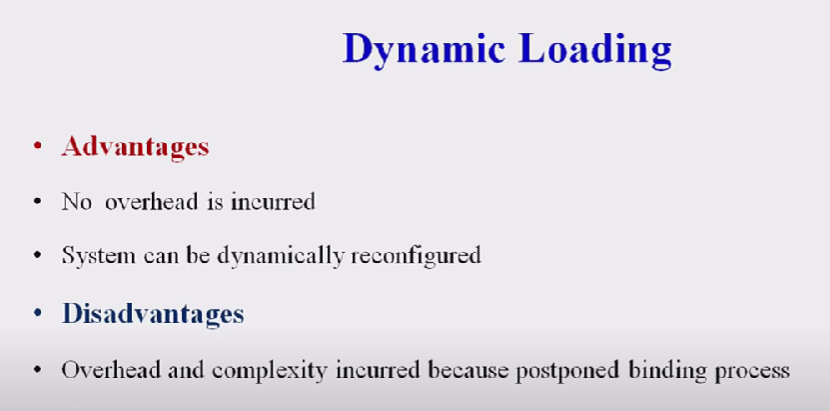 Dynamic Loading
• Advantages
• No overhead is incurred
• System can be dynamically reconfigured
• Disadvantages
• Overhead and complexity incurred because postponed binding process